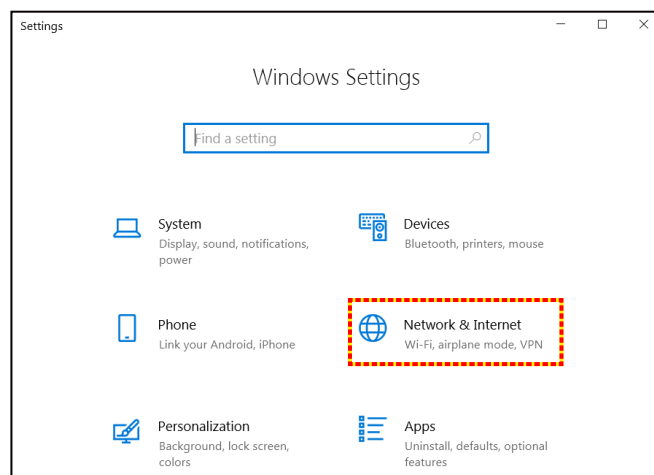 Settings
Windows Settings
Find a setting
System
Display, sound, notifications,
power
Devices
Bluetooth, printers, mouse
Phone
Link your Android, iPhone
Network & Internet
Wi-Fi, airplane mode, VPN
Personalization
Background, lock screen,
colors
Apps
Uninstall, defaults, optional
features